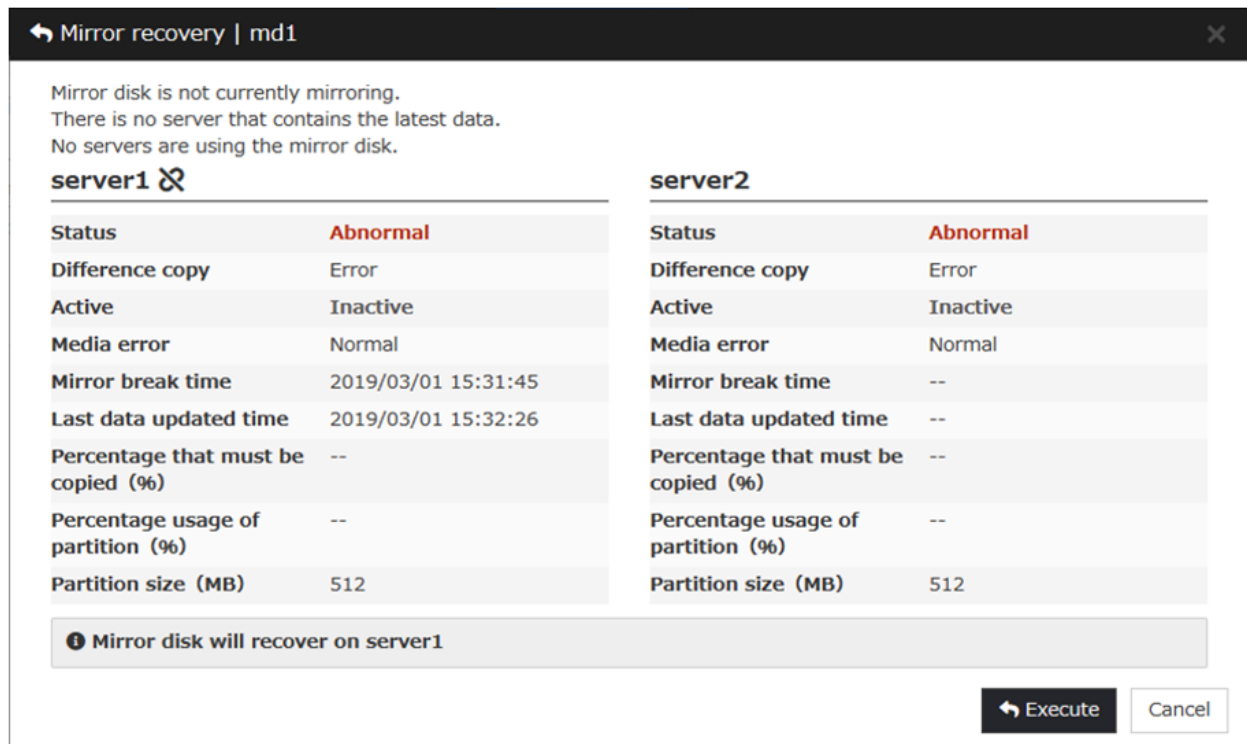 Mirror recovery | md1
Mirror disk is not currently mirroring.
There is no server that contains the latest data.
No servers are using the mirror disk.
server1
Status Abnormal
Difference copy Error
Active Inactive
Media error Normal
Mirror break time 2019/03/01 15:31:45
Last data updated time 2019/03/01 15:32:26
Percentage that must be --
copied (%)
Percentage usage of --
partition (%)
Partition size (MB) 512
server2
Status Abnormal
Difference copy Error
Active Inactive
Media error Normal
Mirror break time --
Last data updated time --
Percentage that must be --
copied (%)
Percentage usage of --
partition (%)
Partition size (MB) 512
Mirror disk will recover on server1
Execute Cancel